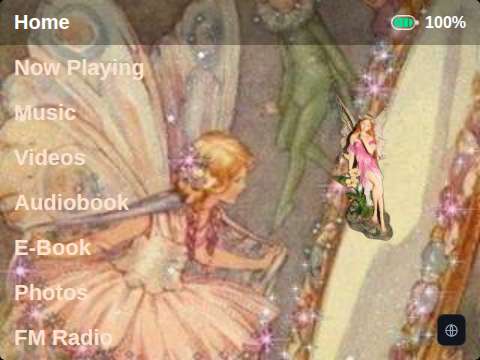 Home
100%
Now Playing
Music
Videos
Audiobook
E-Book
Photos
FM Radio